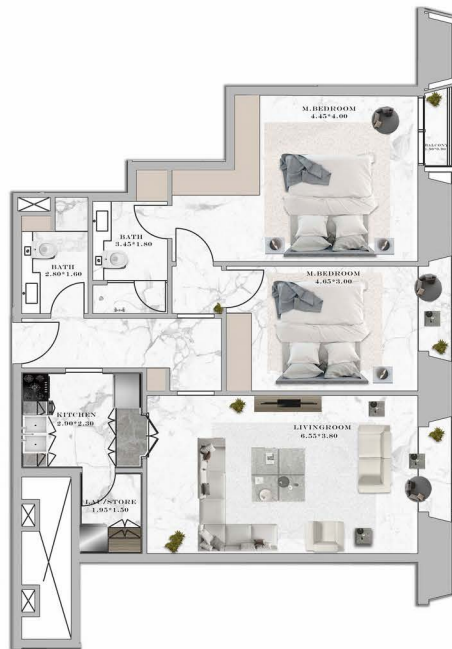 M.BEDROOM
4.45*4.00
BALCONY
BATH
3.45*1.80
BATH
2.80*1.60
M.BEDROOM
4.65*3.00
KITCHEN
2.90*2.30
LIVINGROOM
6.55*3.80
LAU/STORE
1.95*1.50